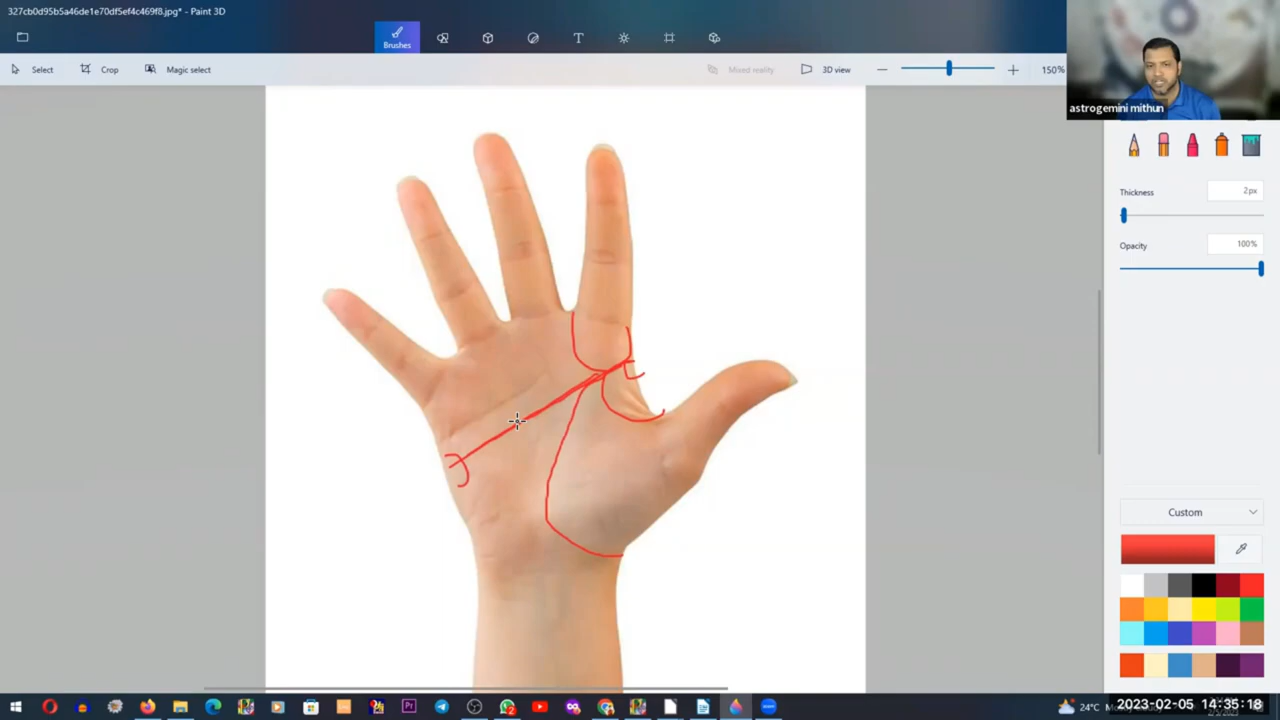 327cb0d95b5a46de1e70df5ef4c469f8.jpg* - Paint 3D
Brushes
Select Crop Magic select Mixed reality 3D view 150%
astrogemini mithun
Thickness 2px
Opacity 100%
Custom
24°C
2023-02-05 14:35:18